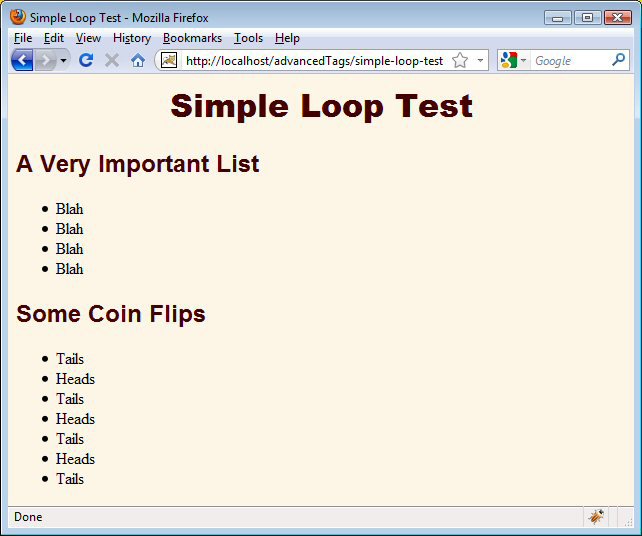 Simple Loop Test - Mozilla Firefox
File Edit View History Bookmarks Tools Help
http://localhost/advancedTags/simple-loop-test Google
Simple Loop Test
A Very Important List
Blah
Blah
Blah
Blah
Some Coin Flips
Tails
Heads
Tails
Heads
Tails
Heads
Tails
Done